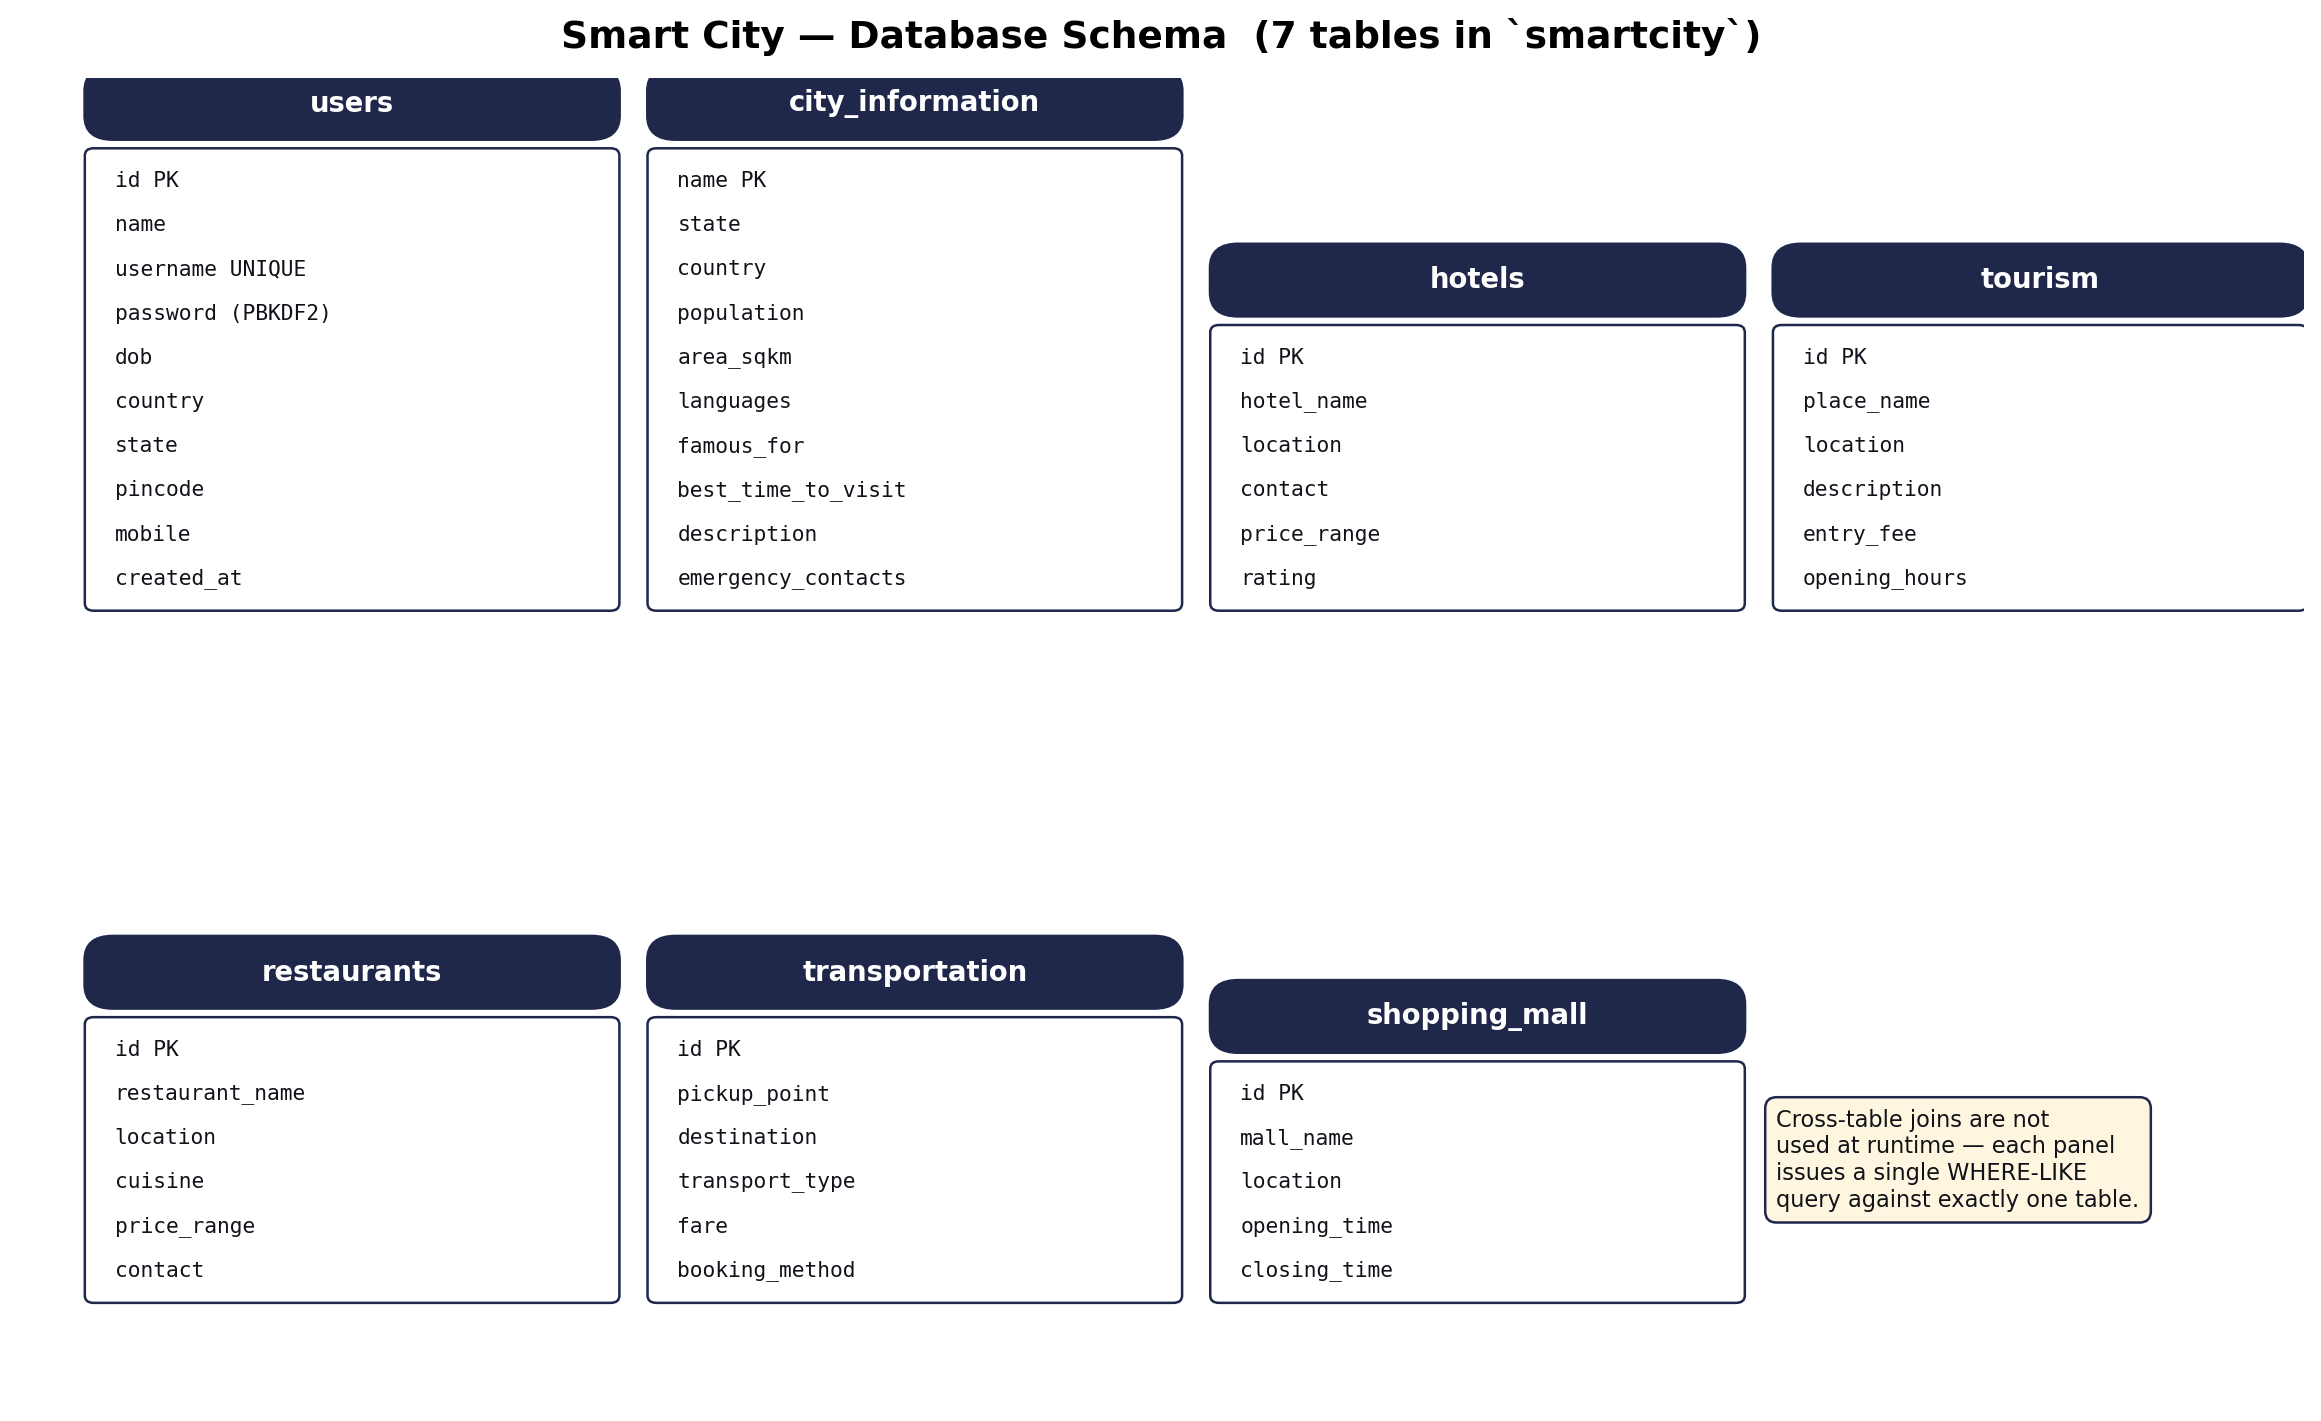 Smart City — Database Schema  (7 tables in `smartcity`)
users
id PK
name
username UNIQUE
password (PBKDF2)
dob
country
state
pincode
mobile
created_at
city_information
name PK
state
country
population
area_sqkm
languages
famous_for
best_time_to_visit
description
emergency_contacts
hotels
id PK
hotel_name
location
contact
price_range
rating
tourism
id PK
place_name
location
description
entry_fee
opening_hours
restaurants
id PK
restaurant_name
location
cuisine
price_range
contact
transportation
id PK
pickup_point
destination
transport_type
fare
booking_method
shopping_mall
id PK
mall_name
location
opening_time
closing_time
Cross-table joins are not
used at runtime — each panel
issues a single WHERE-LIKE
query against exactly one table.